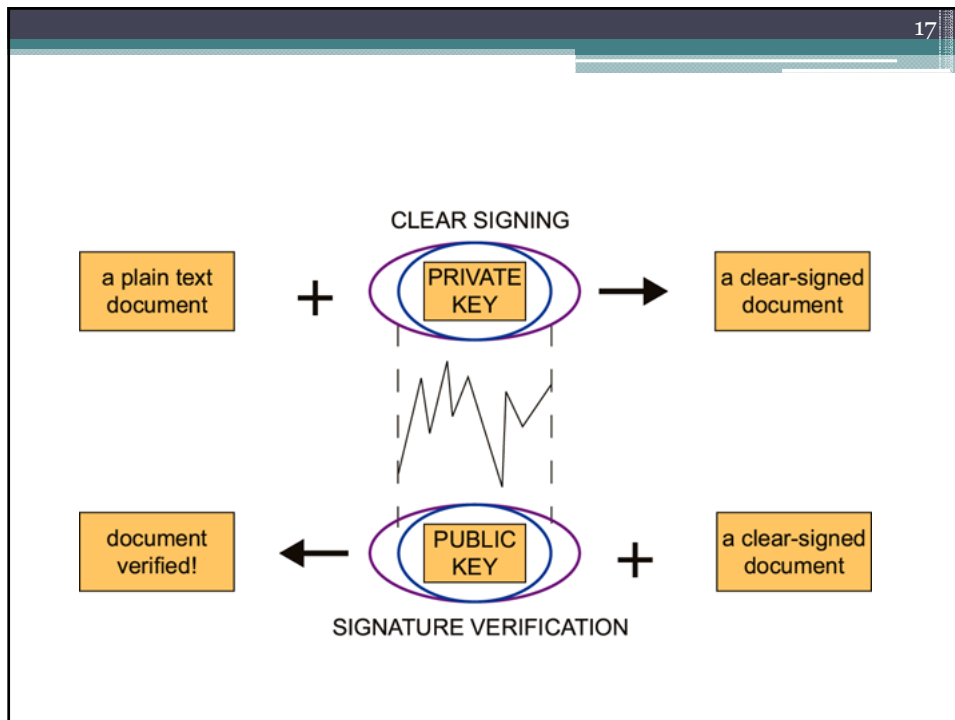 17
CLEAR SIGNING
a plain text
document
+
PRIVATE
KEY
a clear-signed
document
document
verified!
PUBLIC
KEY
+
a clear-signed
document
SIGNATURE VERIFICATION